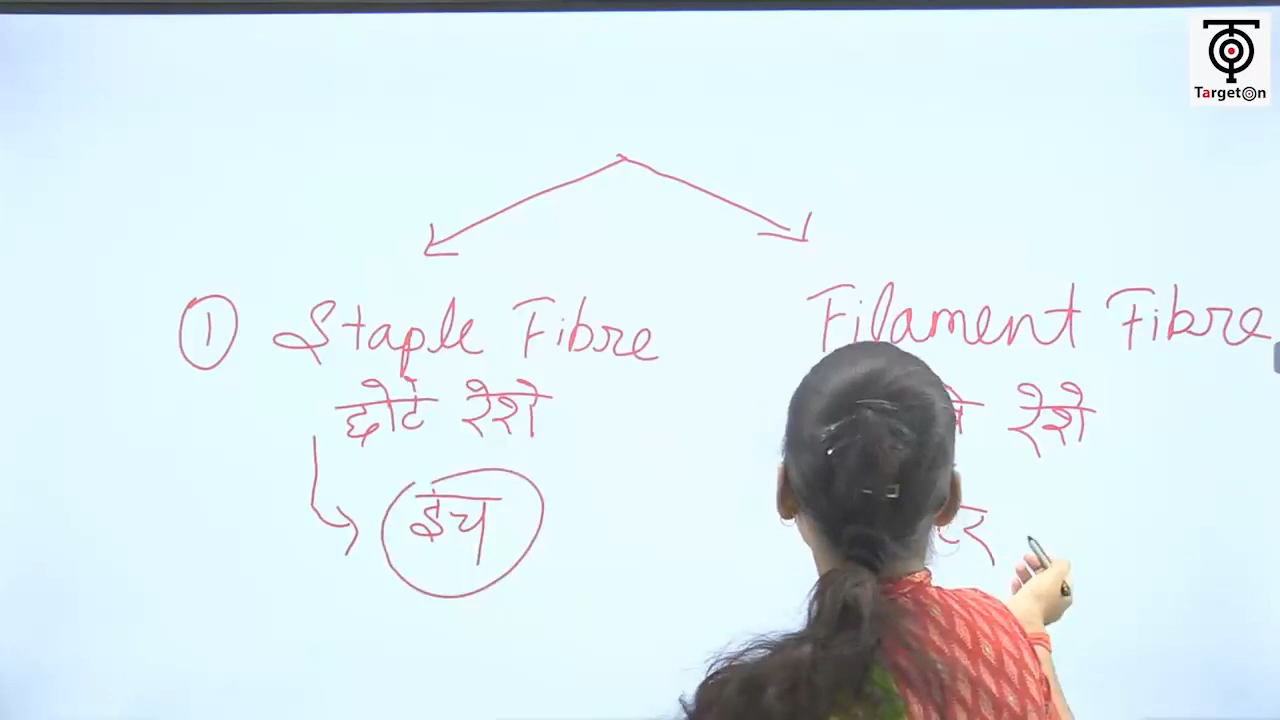 TargetOn
① Staple Fibre
छोटे रेशे
इंच
Filament Fibre
रेशे